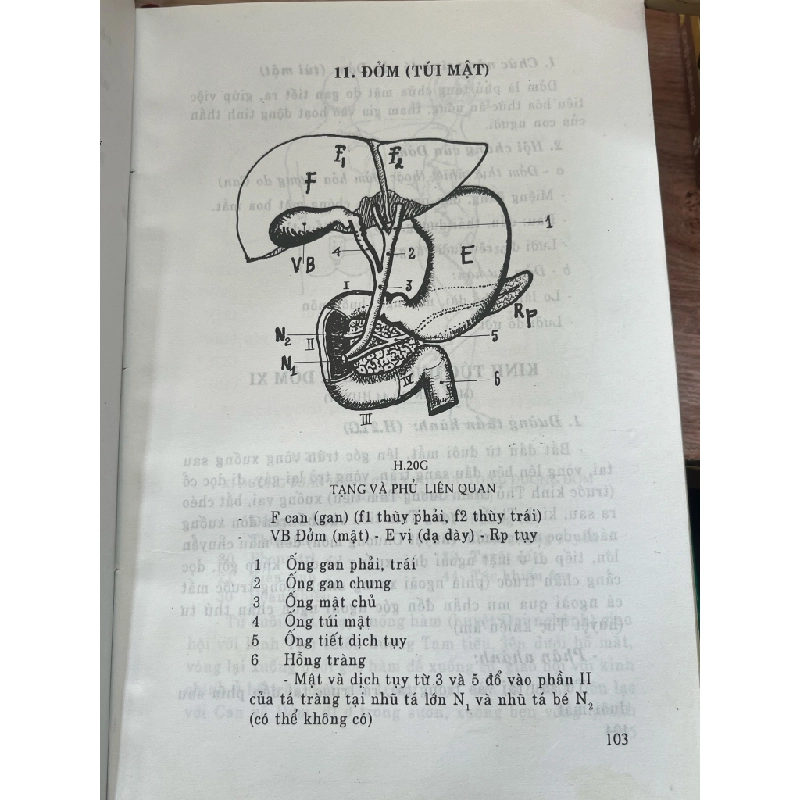 11. ĐỞM (TÚI MẬT)
F1 F2
F
VB
4
2
1
E
I
3
Rp
N2
II
5
N1
IV
6
III
H.20G
TẠNG VÀ PHỦ LIÊN QUAN
- F can (gan) (f1 thùy phải, f2 thùy trái)
- VB Đởm (mật) - E vị (dạ dày) - Rp tụy
1 Ống gan phải, trái
2 Ống gan chung
3 Ống mật chủ
4 Ống túi mật
5 Ống tiết dịch tụy
6 Hỗng tràng
- Mật và dịch tụy từ 3 và 5 đổ vào phần II
của tá tràng tại nhũ tá lớn N1 và nhũ tá bé N2
(có thể không có)
103